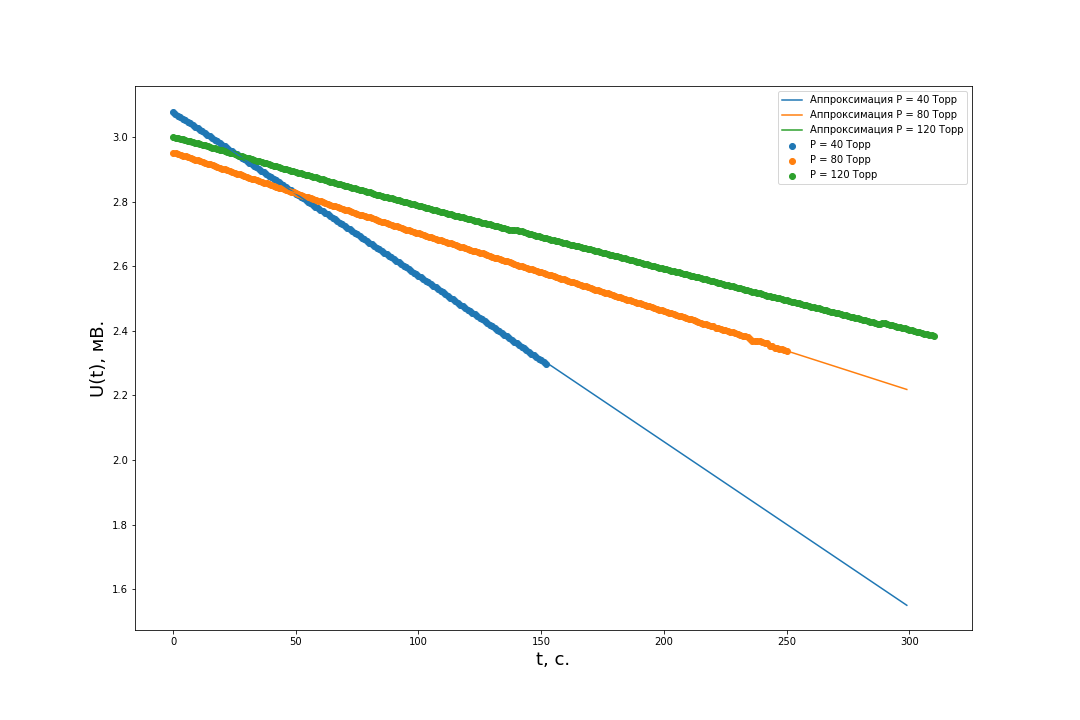 Аппроксимация P = 40 Торр
Аппроксимация P = 80 Торр
Аппроксимация P = 120 Торр
P = 40 Торр
P = 80 Торр
P = 120 Торр
3.0
2.8
2.6
2.4
2.2
2.0
1.8
1.6
U(t), мВ.
0 50 100 150 200 250 300
t, с.